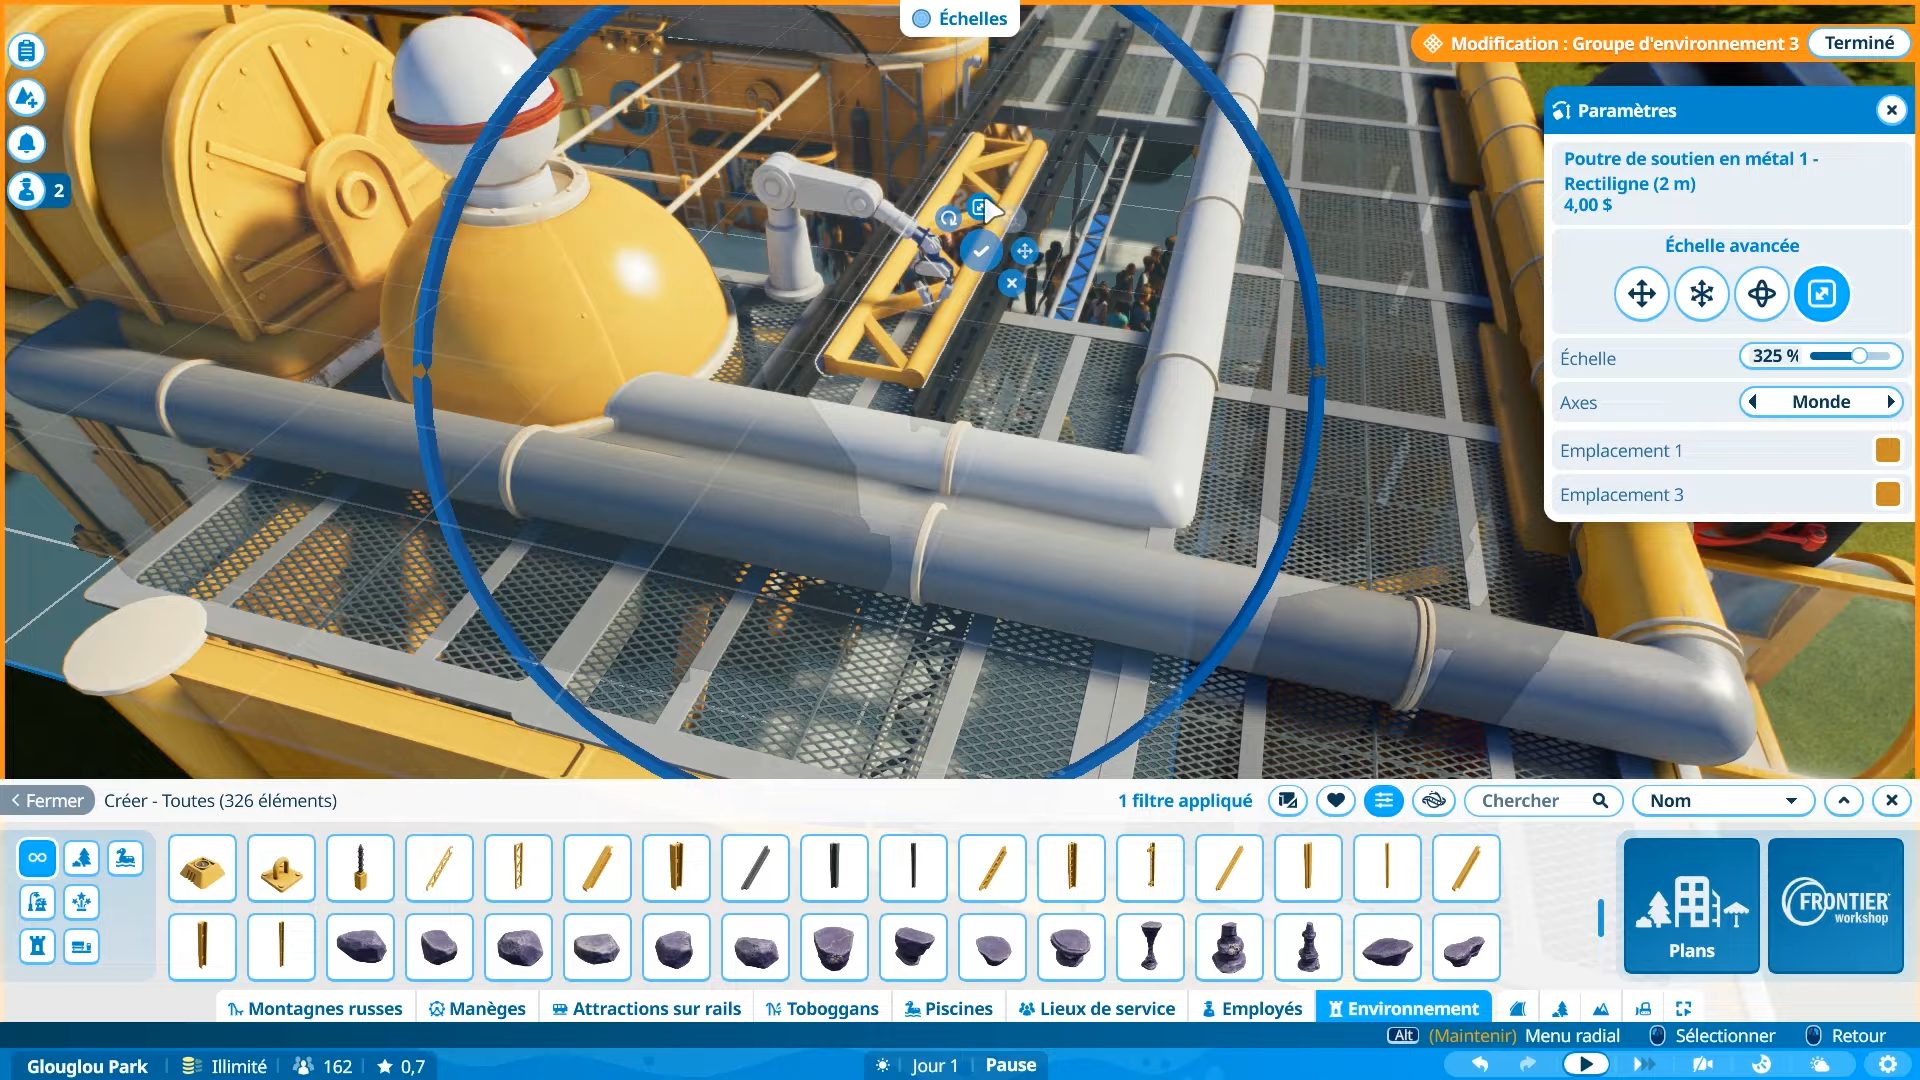 Échelles
Modification : Groupe d'environnement 3
Terminé
2
Paramètres
Poutre de soutien en métal 1 -
Rectiligne (2 m)
4,00 $
Échelle avancée
Échelle
325 %
Axes
Monde
Emplacement 1
Emplacement 3
Fermer
Créer - Toutes (326 éléments)
1 filtre appliqué
Chercher
Nom
Plans
FRONTIER
workshop
Montagnes russes
Manèges
Attractions sur rails
Toboggans
Piscines
Lieux de service
Employés
Environnement
Alt (Maintenir) Menu radial
Sélectionner
Retour
Glouglou Park
Illimité
162
0,7
Jour 1
Pause